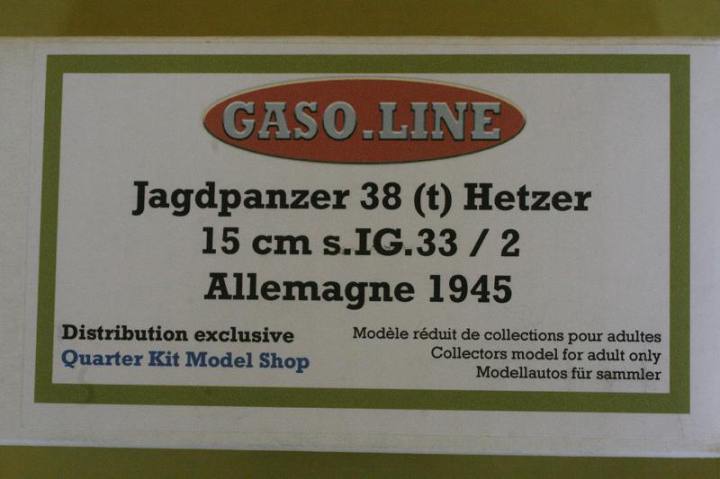 GASO.LINE
Jagdpanzer 38 (t) Hetzer
15 cm s.IG.33 / 2
Allemagne 1945
Distribution exclusive
Quarter Kit Model Shop
Modèle réduit de collections pour adultes
Collectors model for adult only
Modellautos für sammler